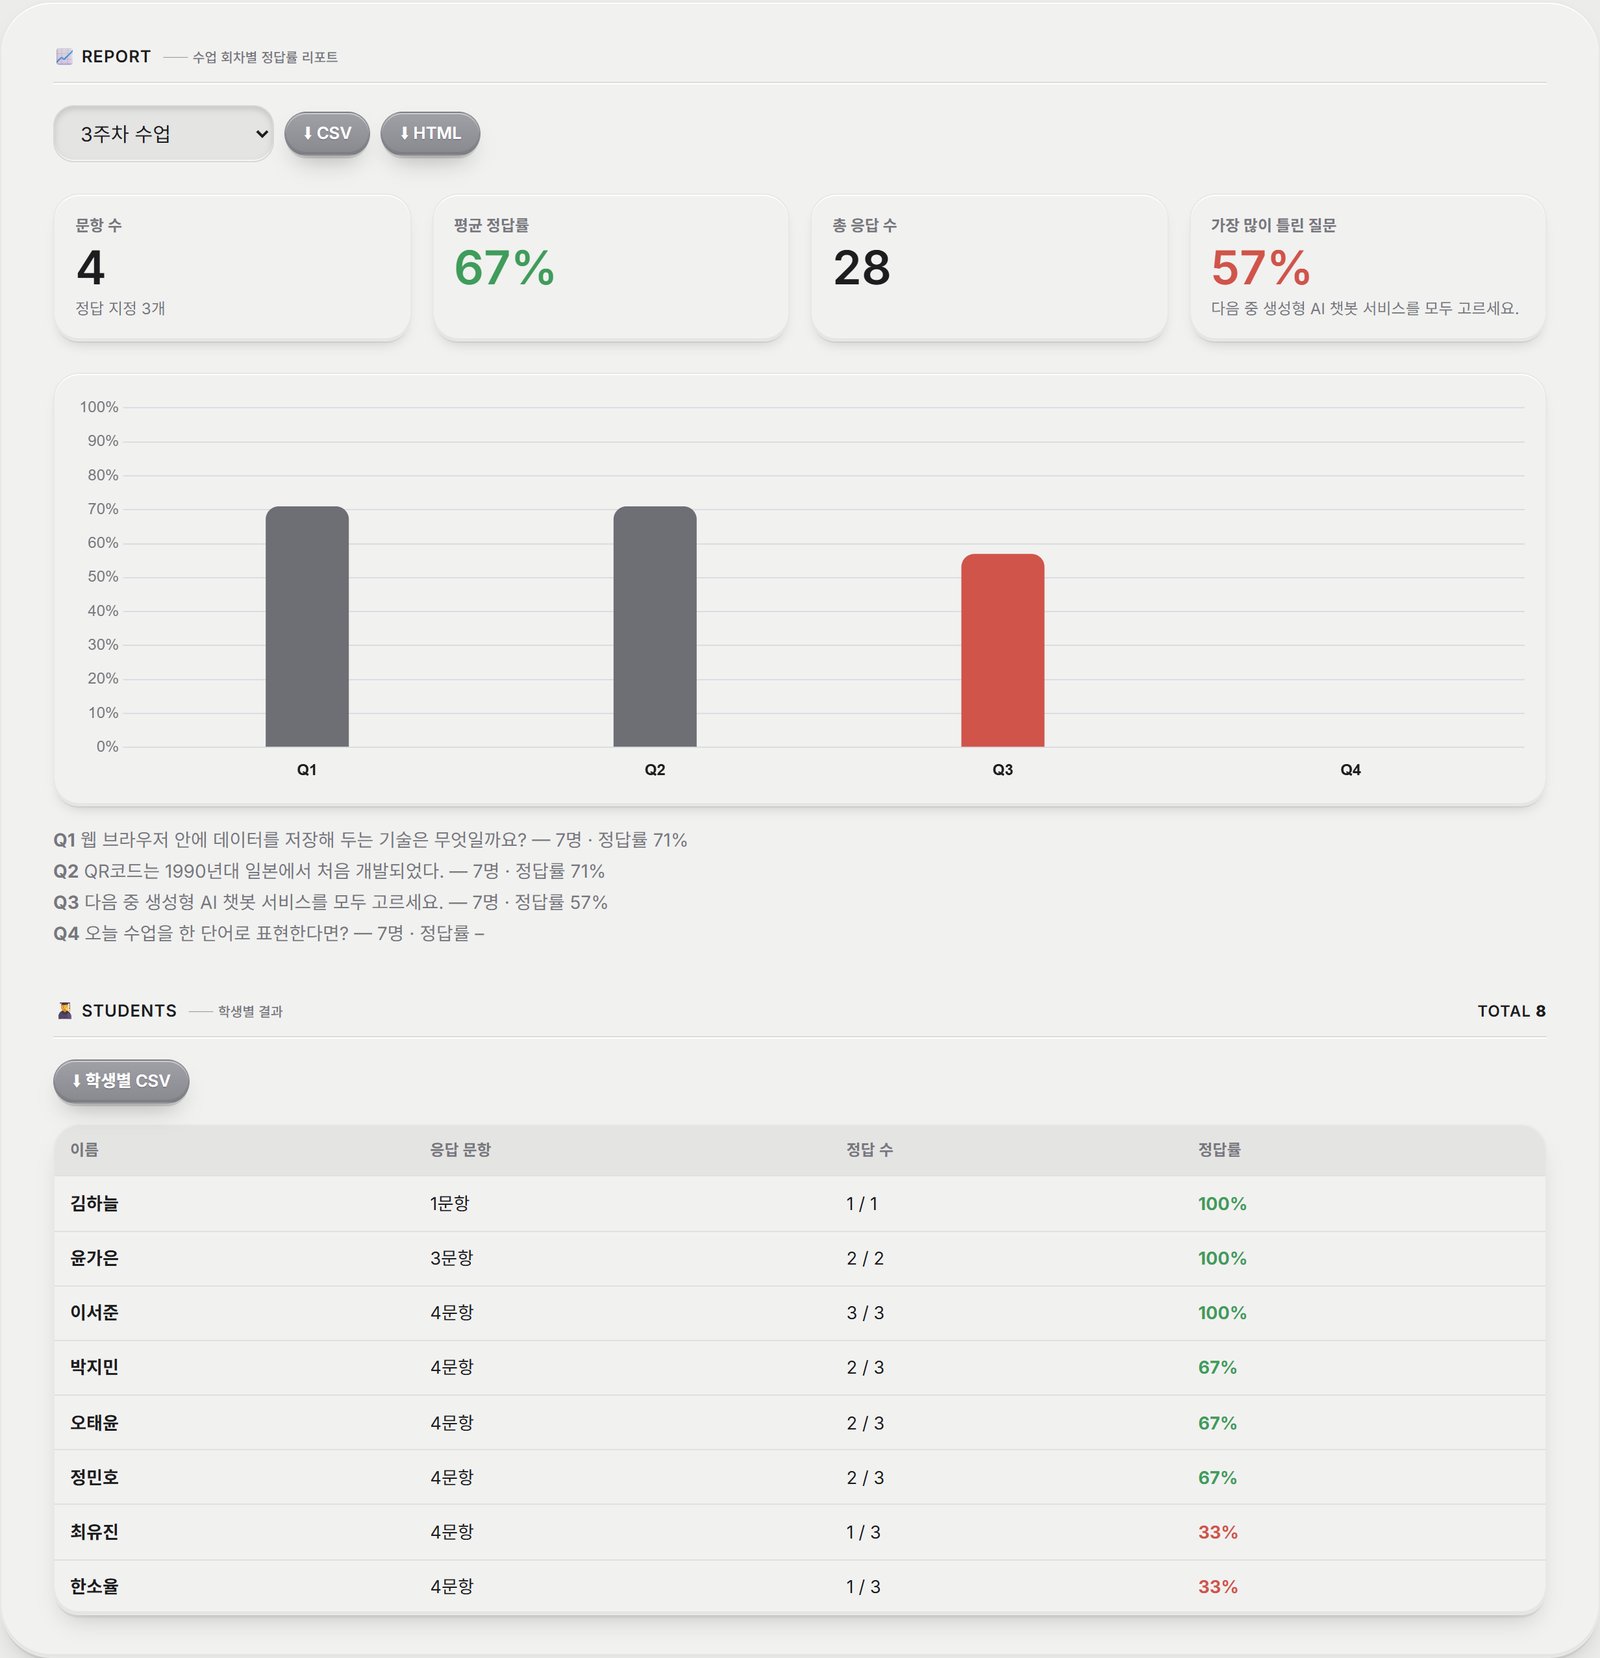 📈 REPORT — 수업 회차별 정답률 리포트
3주차 수업
⬇ CSV
⬇ HTML
문항 수
4
정답 지정 3개
평균 정답률
67%
총 응답 수
28
가장 많이 틀린 질문
57%
다음 중 생성형 AI 챗봇 서비스를 모두 고르세요.
100%
90%
80%
70%
60%
50%
40%
30%
20%
10%
0%
Q1 Q2 Q3 Q4
Q1 웹 브라우저 안에 데이터를 저장해 두는 기술은 무엇일까요? — 7명 · 정답률 71%
Q2 QR코드는 1990년대 일본에서 처음 개발되었다. — 7명 · 정답률 71%
Q3 다음 중 생성형 AI 챗봇 서비스를 모두 고르세요. — 7명 · 정답률 57%
Q4 오늘 수업을 한 단어로 표현한다면? — 7명 · 정답률 –
🧑‍🎓 STUDENTS — 학생별 결과 TOTAL 8
⬇ 학생별 CSV
이름 응답 문항 정답 수 정답률
김하늘 1문항 1 / 1 100%
윤가은 3문항 2 / 2 100%
이서준 4문항 3 / 3 100%
박지민 4문항 2 / 3 67%
오태윤 4문항 2 / 3 67%
정민호 4문항 2 / 3 67%
최유진 4문항 1 / 3 33%
한소율 4문항 1 / 3 33%